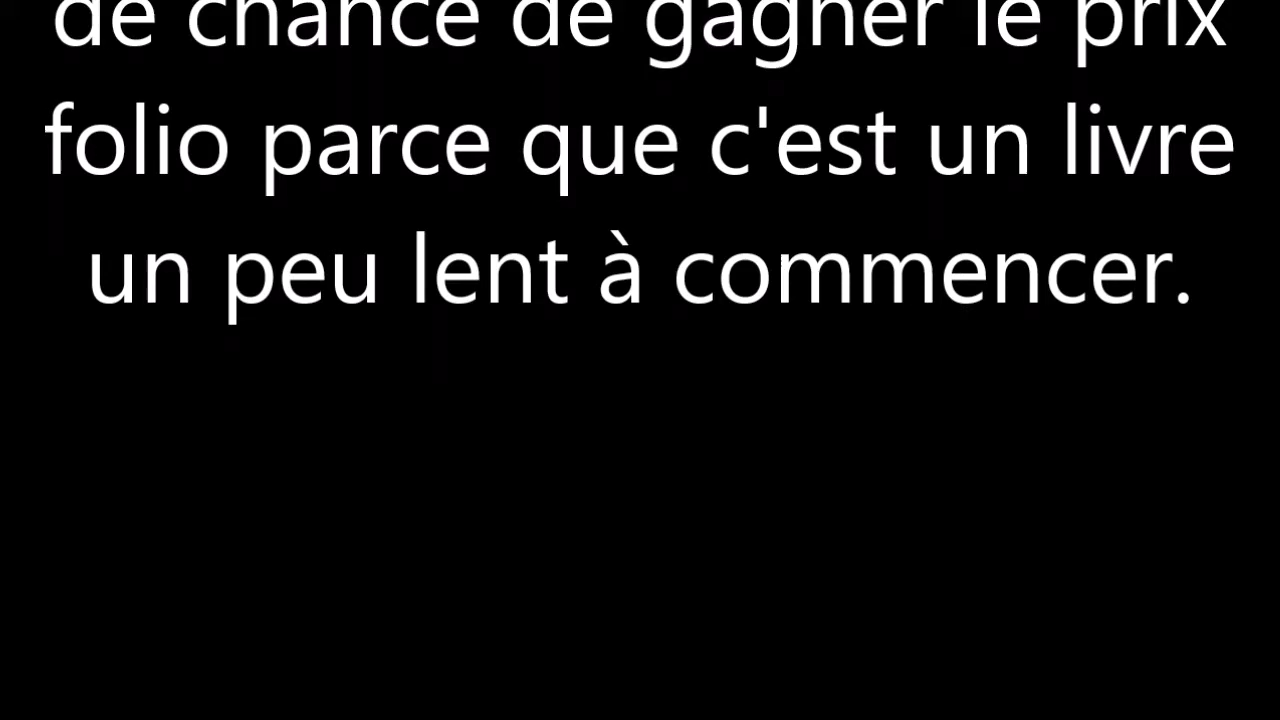 de chance de gagner le prix
folio parce que c'est un livre
un peu lent à commencer.